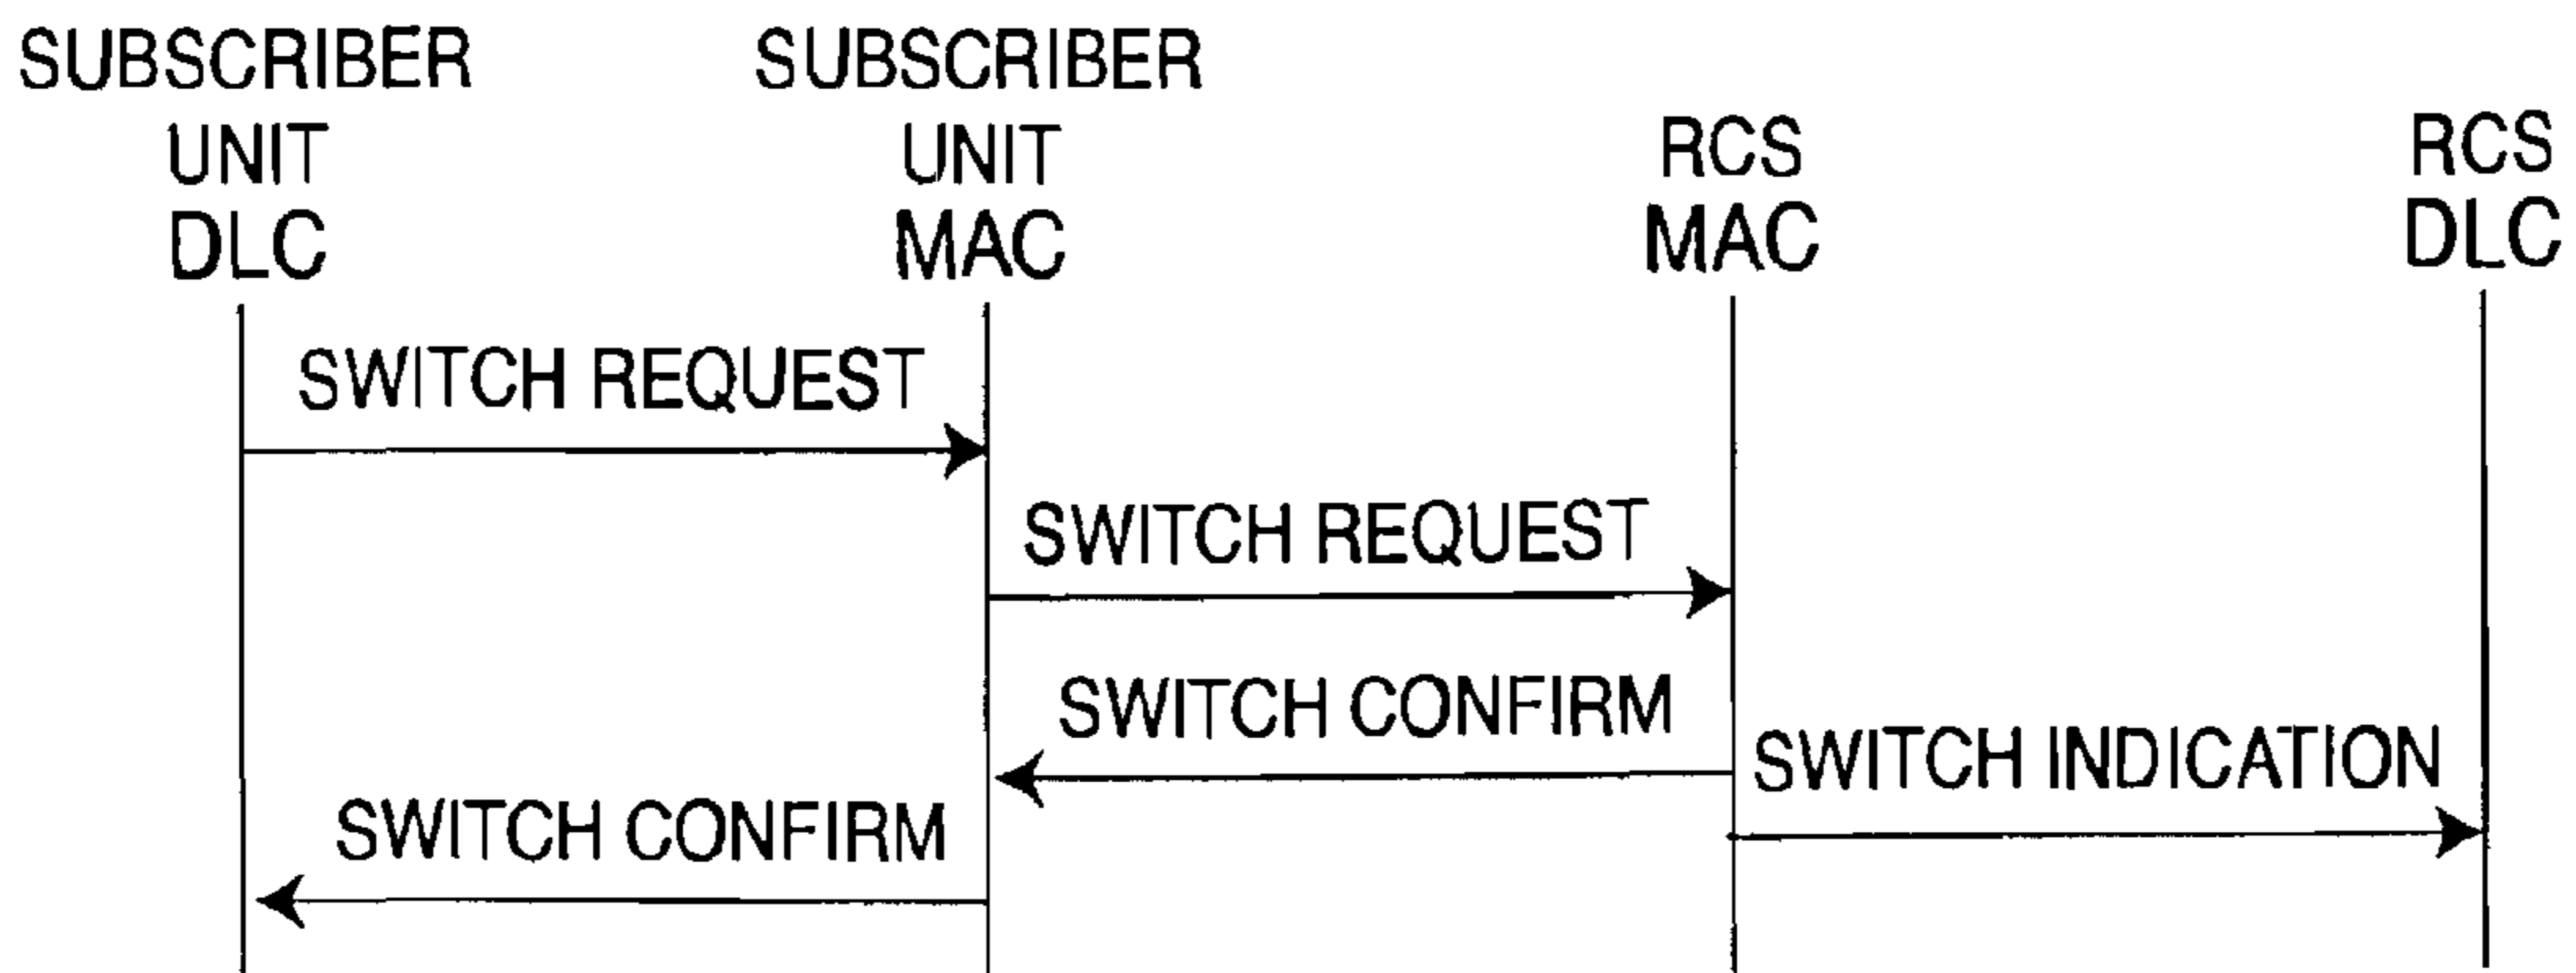 SUBSCRIBER
UNIT
DLC
SUBSCRIBER
UNIT
MAC
RCS
MAC
RCS
DLC
SWITCH REQUEST
SWITCH REQUEST
SWITCH CONFIRM
SWITCH INDICATION
SWITCH CONFIRM